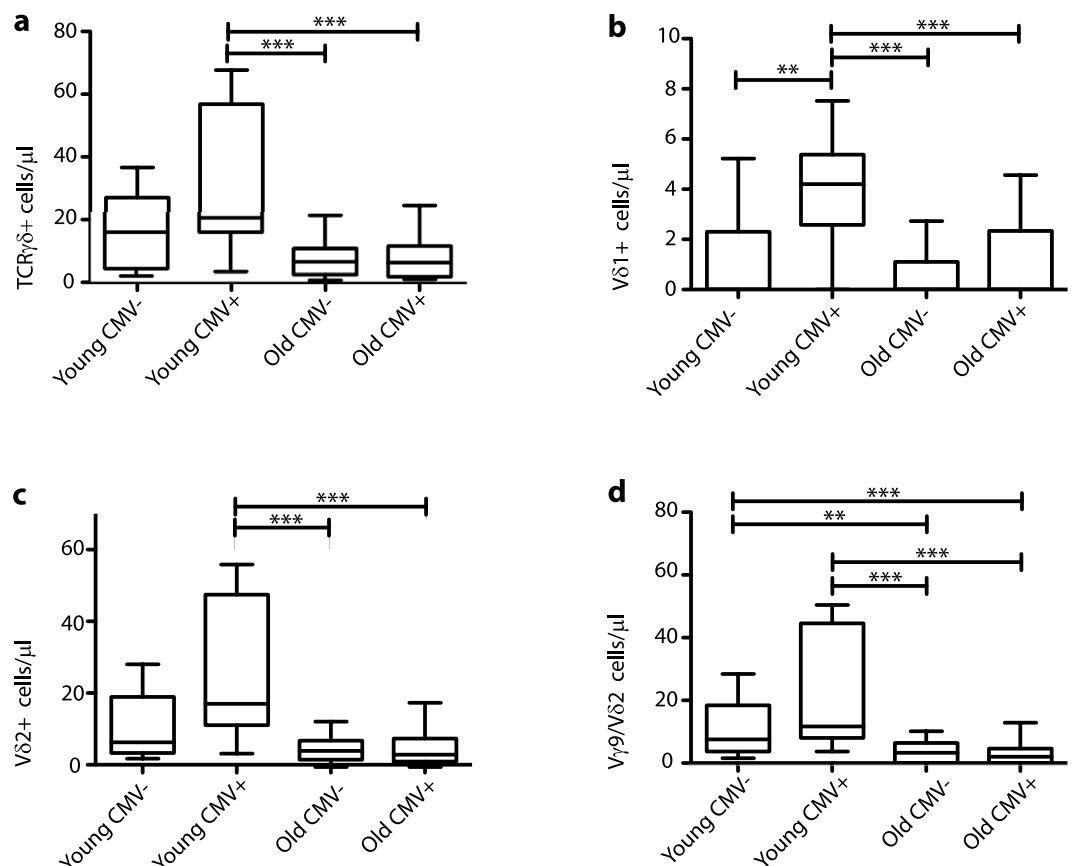 a
***
***
80
60
40
20
0
TCRγδ+ cells/μl
Young CMV-
Young CMV+
Old CMV-
Old CMV+
b
***
***
**
10
8
6
4
2
0
Vδ1+ cells/μl
Young CMV-
Young CMV+
Old CMV-
Old CMV+
c
***
***
60
40
20
0
Vδ2+ cells/μl
Young CMV-
Young CMV+
Old CMV-
Old CMV+
d
***
**
***
***
80
60
40
20
0
Vγ9/Vδ2 cells/μl
Young CMV-
Young CMV+
Old CMV-
Old CMV+